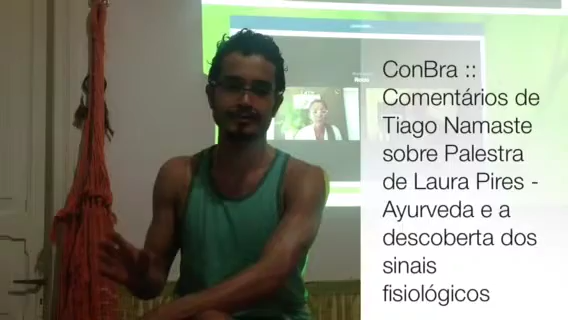 ConBra ::
Comentários de
Tiago Namaste
sobre Palestra
de Laura Pires -
Ayurveda e a
descoberta dos
sinais
fisiológicos